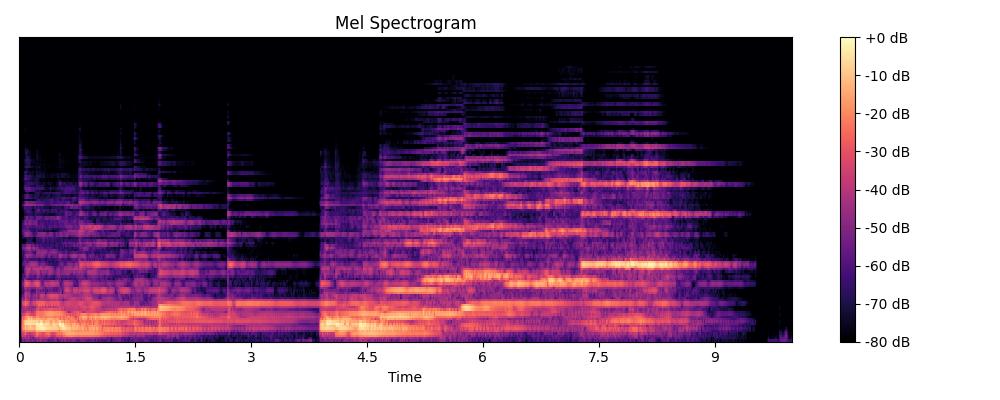 Mel Spectrogram
+0 dB
-10 dB
-20 dB
-30 dB
-40 dB
-50 dB
-60 dB
-70 dB
-80 dB
0 1.5 3 4.5 6 7.5 9
Time